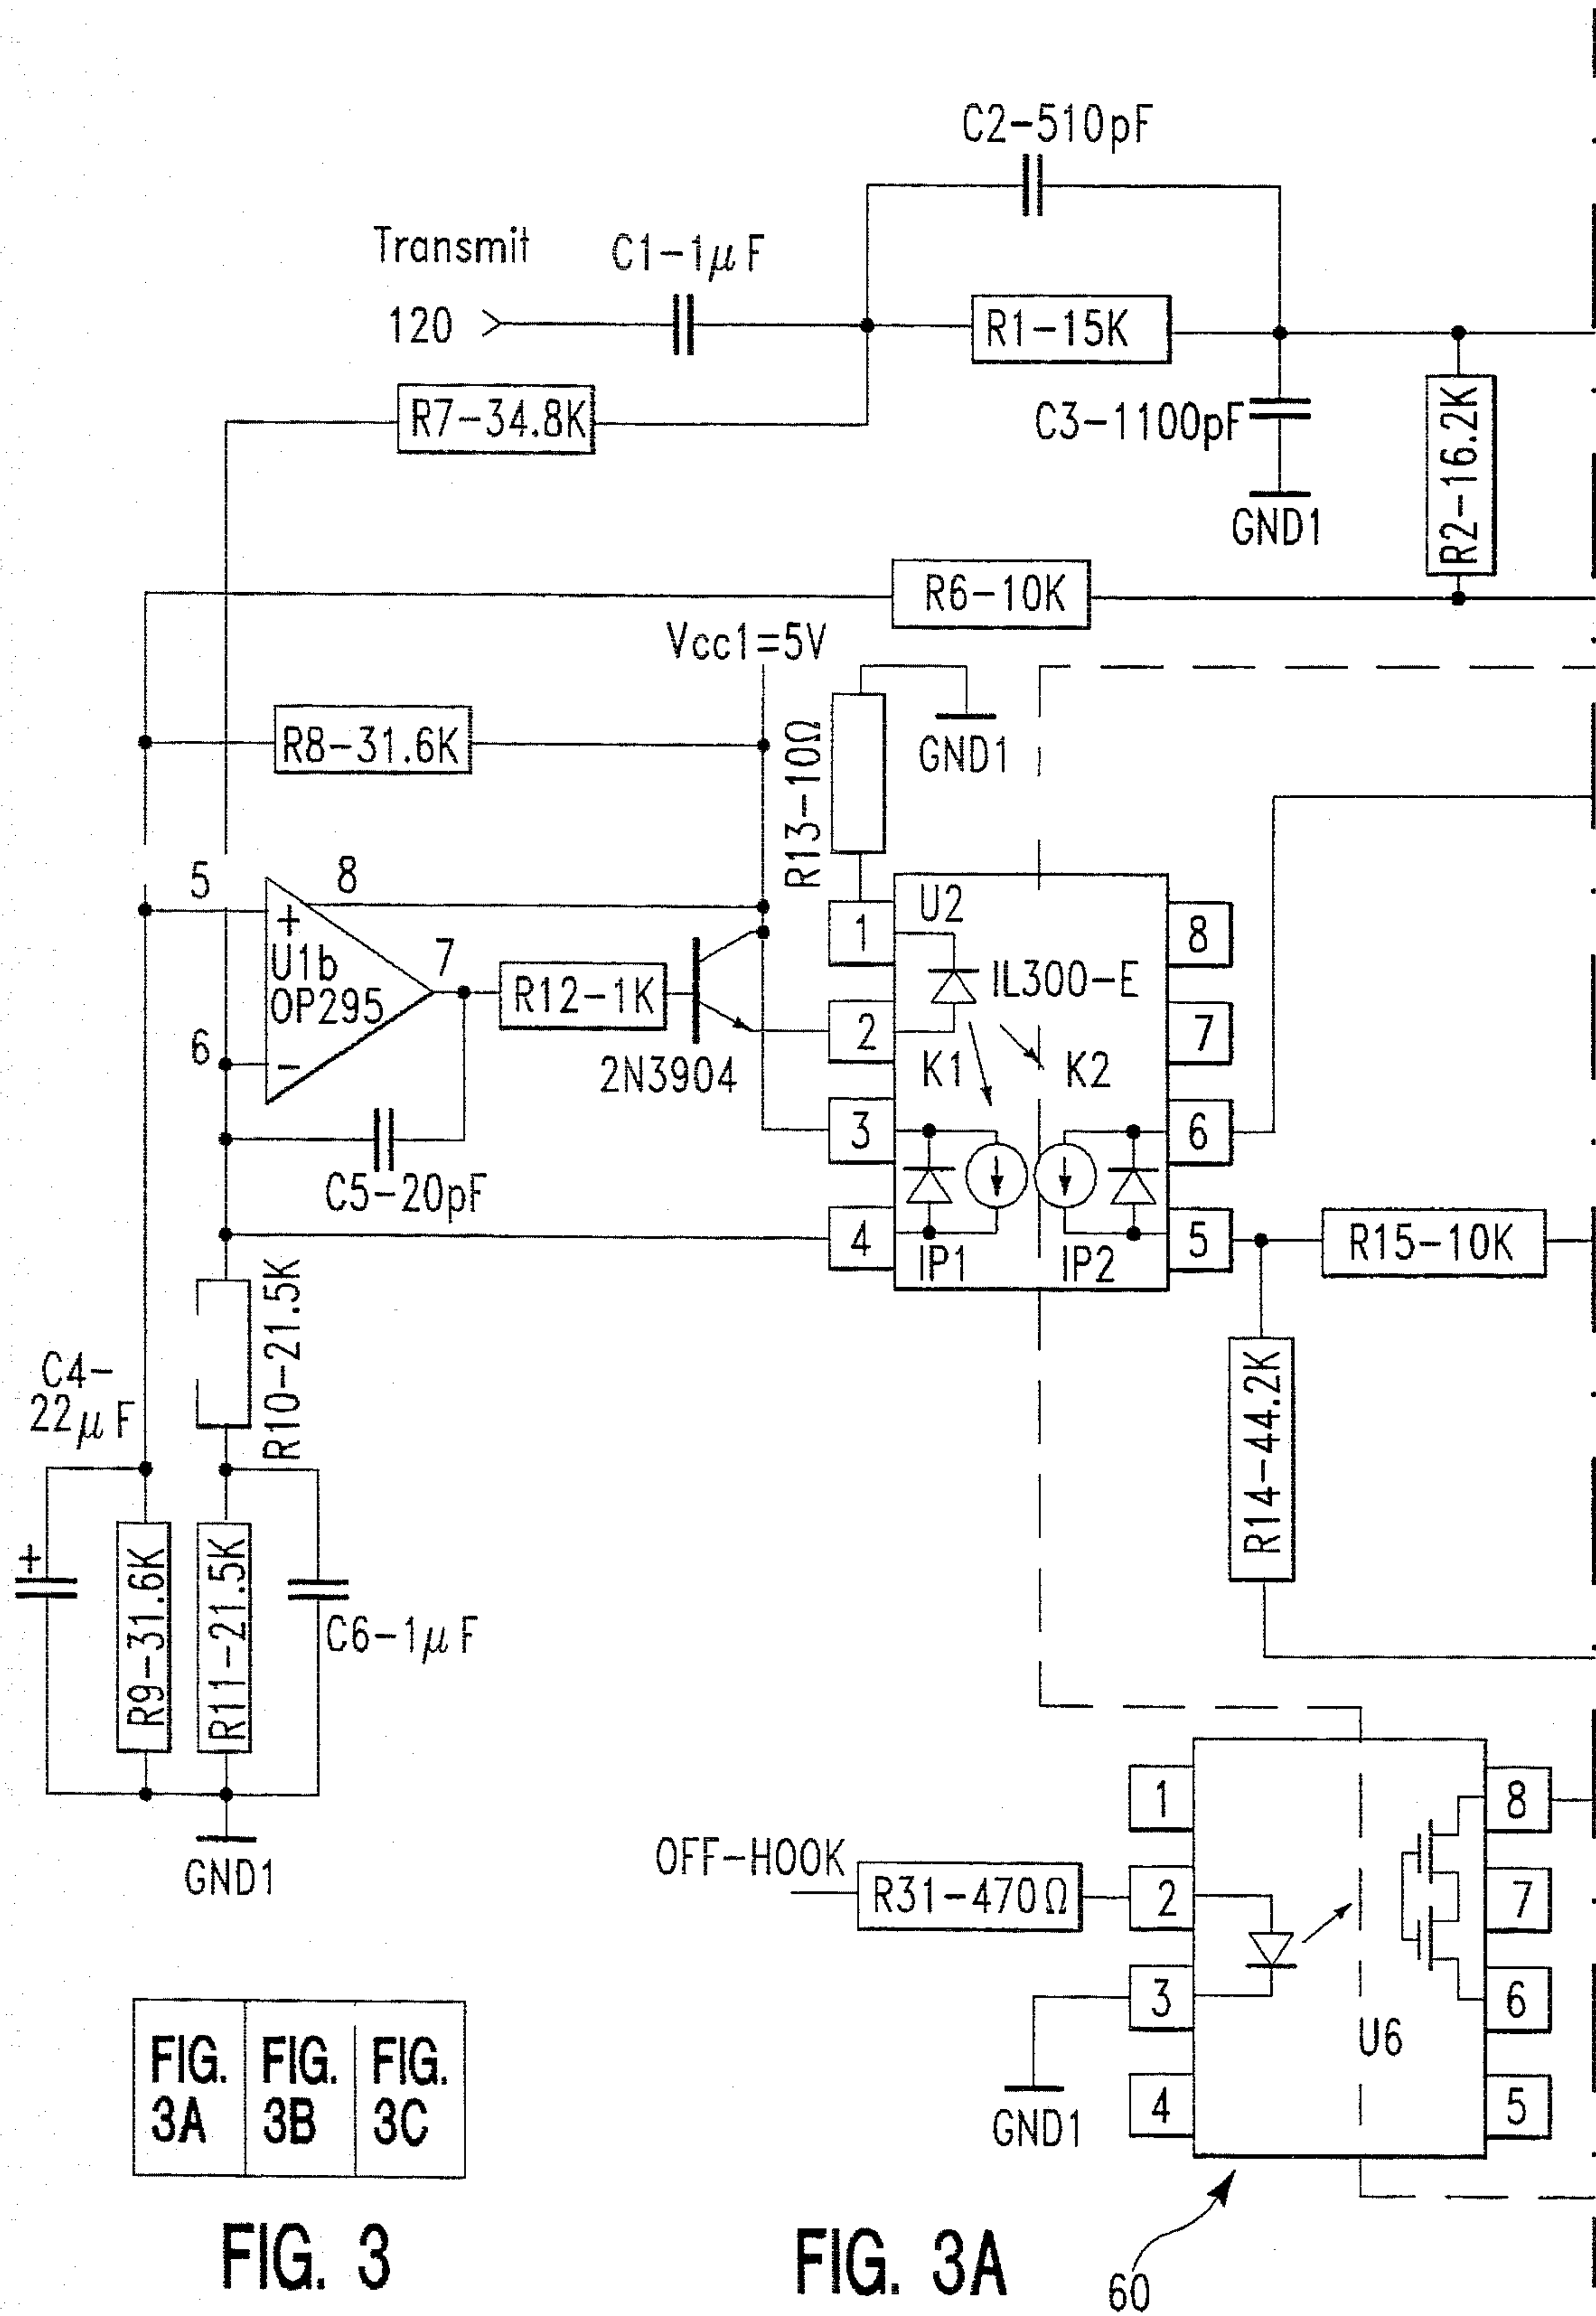 C2-510pF
Transmit
C1-1μF
120
R1-15K
R7-34.8K
C3-1100pF
R2-16.2K
GND1
R6-10K
Vcc1=5V
R8-31.6K
R13-10Ω
GND1
5
8
+
U1b
OP295
7
6
-
R12-1K
2N3904
C5-20pF
1
2
3
4
U2
IL300-E
K1
K2
IP1
IP2
8
7
6
5
R15-10K
R10-21.5K
C4-
22μF
R14-44.2K
+
R9-31.6K
R11-21.5K
C6-1μF
GND1
OFF-HOOK
R31-470Ω
1
2
3
4
GND1
U6
8
7
6
5
60
FIG.
3A
FIG.
3B
FIG.
3C
FIG. 3
FIG. 3A